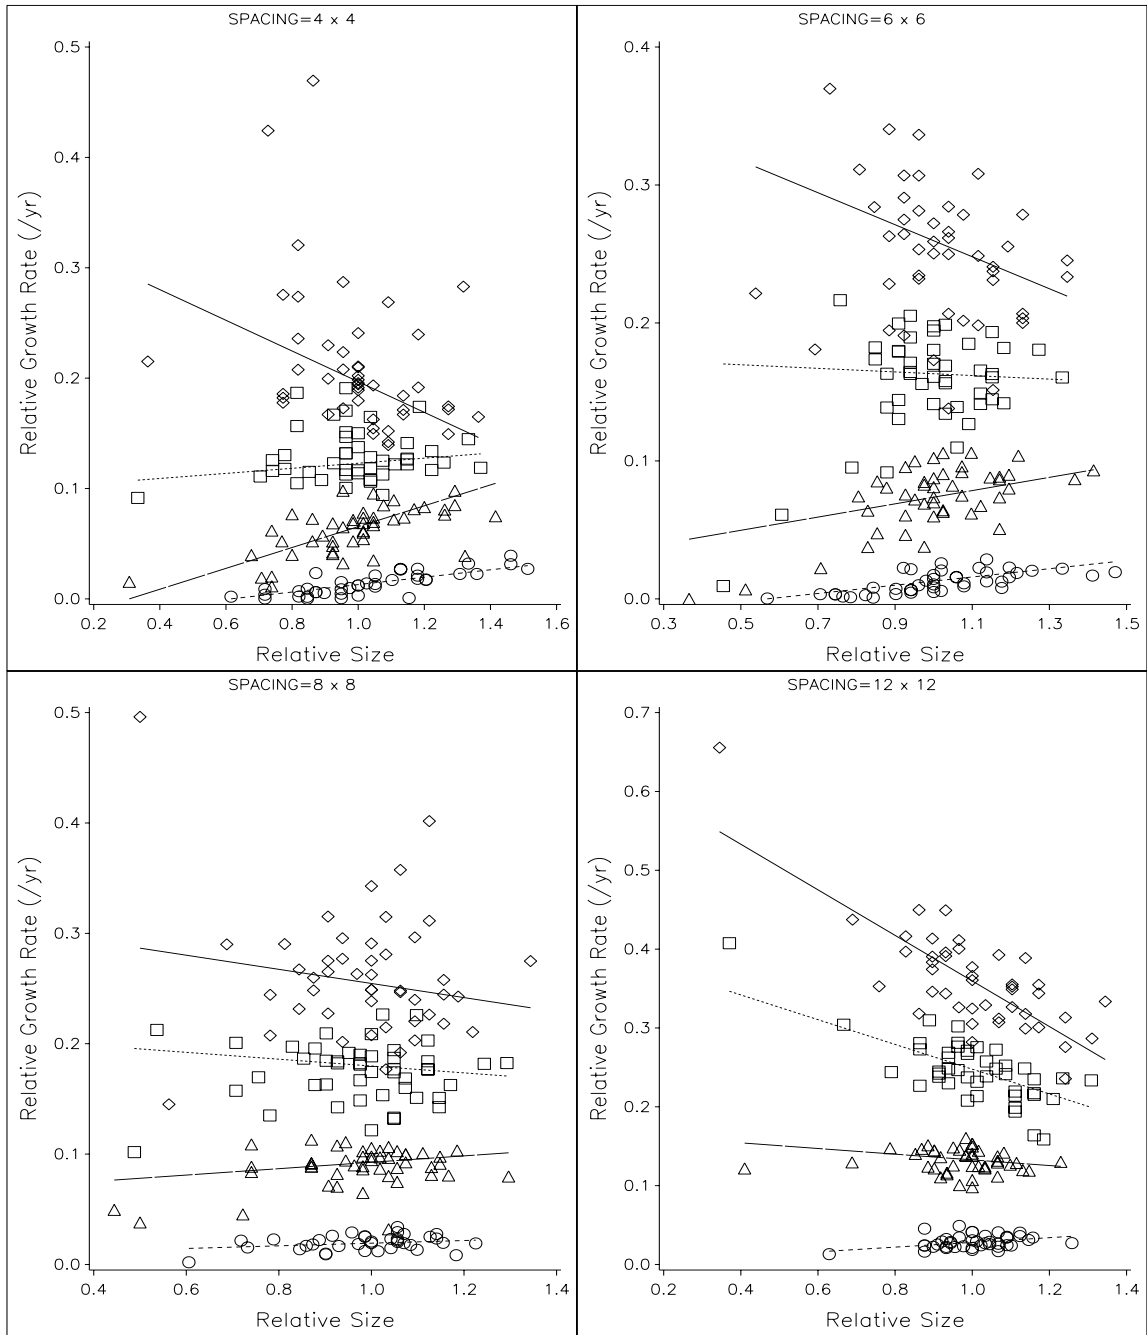 SPACING=4 x 4
0.5
0.4
0.3
0.2
0.1
0.0
Relative Growth Rate (/yr)
0.2 0.4 0.6 0.8 1.0 1.2 1.4 1.6
Relative Size
SPACING=6 x 6
0.4
0.3
0.2
0.1
0.0
Relative Growth Rate (/yr)
0.3 0.5 0.7 0.9 1.1 1.3 1.5
Relative Size
SPACING=8 x 8
0.5
0.4
0.3
0.2
0.1
0.0
Relative Growth Rate (/yr)
0.4 0.6 0.8 1.0 1.2 1.4
Relative Size
SPACING=12 x 12
0.7
0.6
0.5
0.4
0.3
0.2
0.1
0.0
Relative Growth Rate (/yr)
0.2 0.4 0.6 0.8 1.0 1.2 1.4
Relative Size